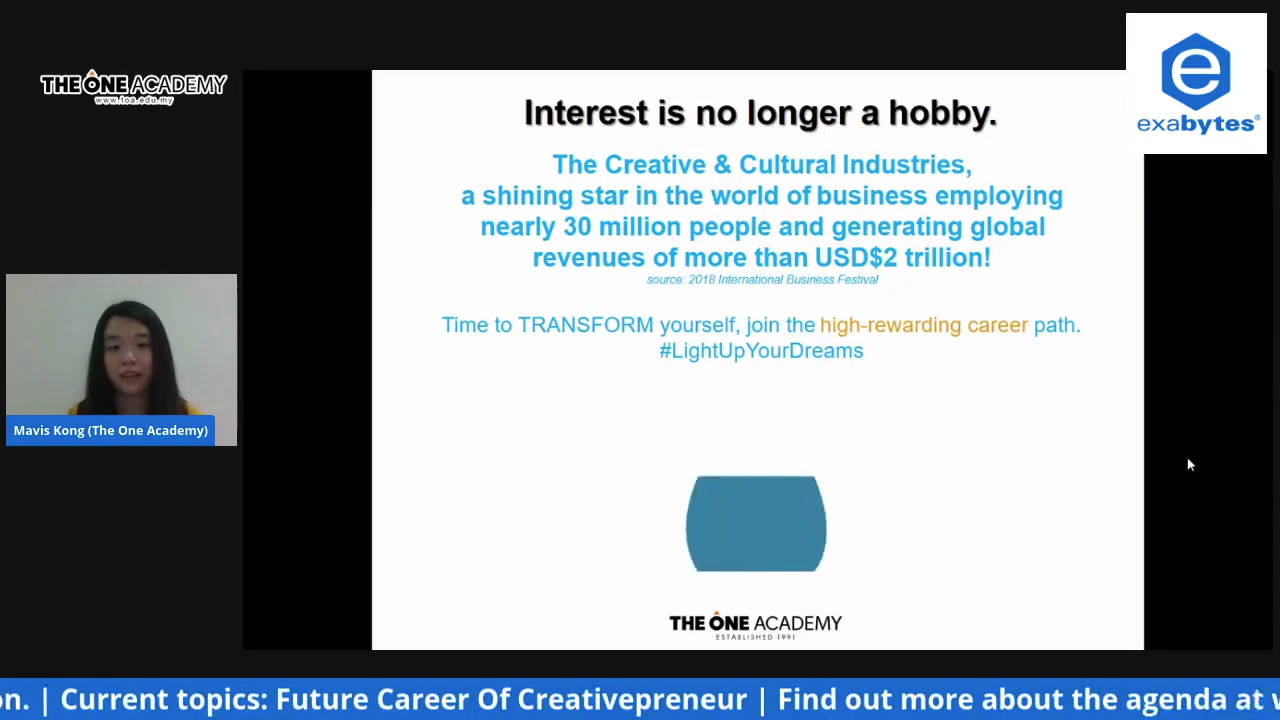 THE ONE ACADEMY
www.toa.edu.my
e
exabytes®
Interest is no longer a hobby.
The Creative & Cultural Industries,
a shining star in the world of business employing
nearly 30 million people and generating global
revenues of more than USD$2 trillion!
source: 2018 International Business Festival
Time to TRANSFORM yourself, join the high-rewarding career path.
#LightUpYourDreams
Mavis Kong (The One Academy)
THE ONE ACADEMY
ESTABLISHED 1991
on. | Current topics: Future Career Of Creativepreneur | Find out more about the agenda at